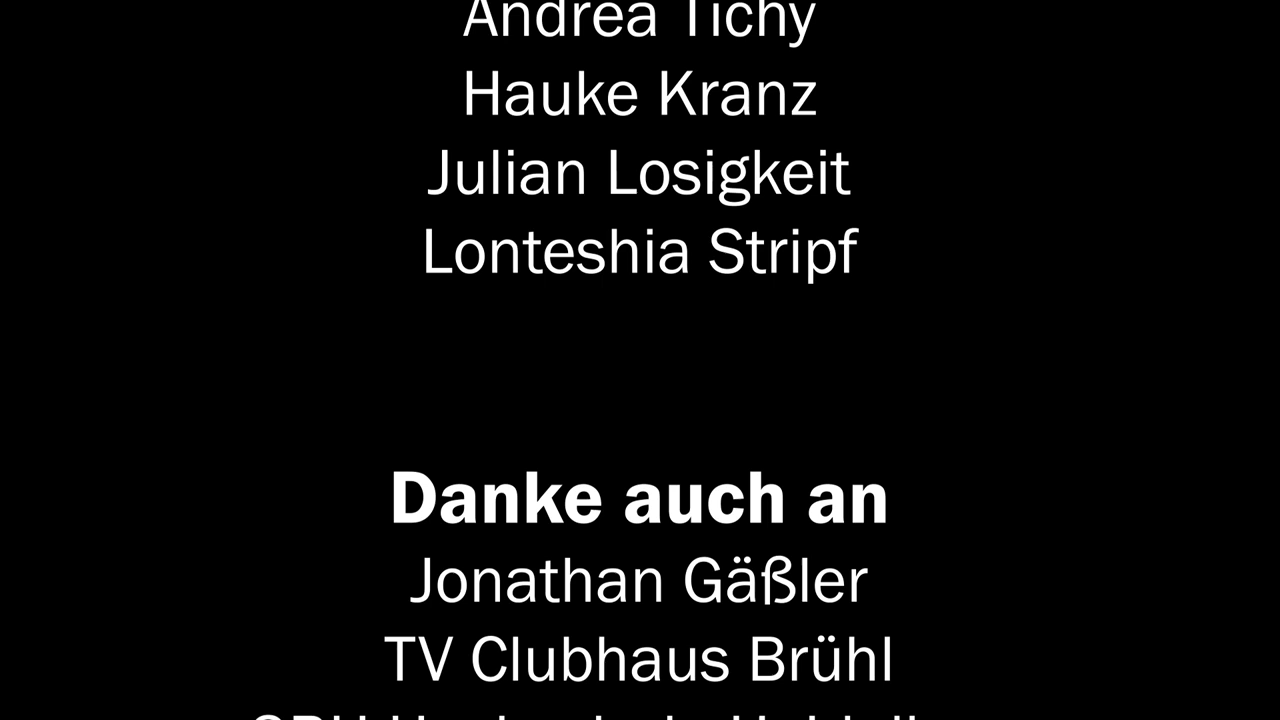 Andrea Tichy
Hauke Kranz
Julian Losigkeit
Lonteshia Stripf
Danke auch an
Jonathan Gäßler
TV Clubhaus Brühl